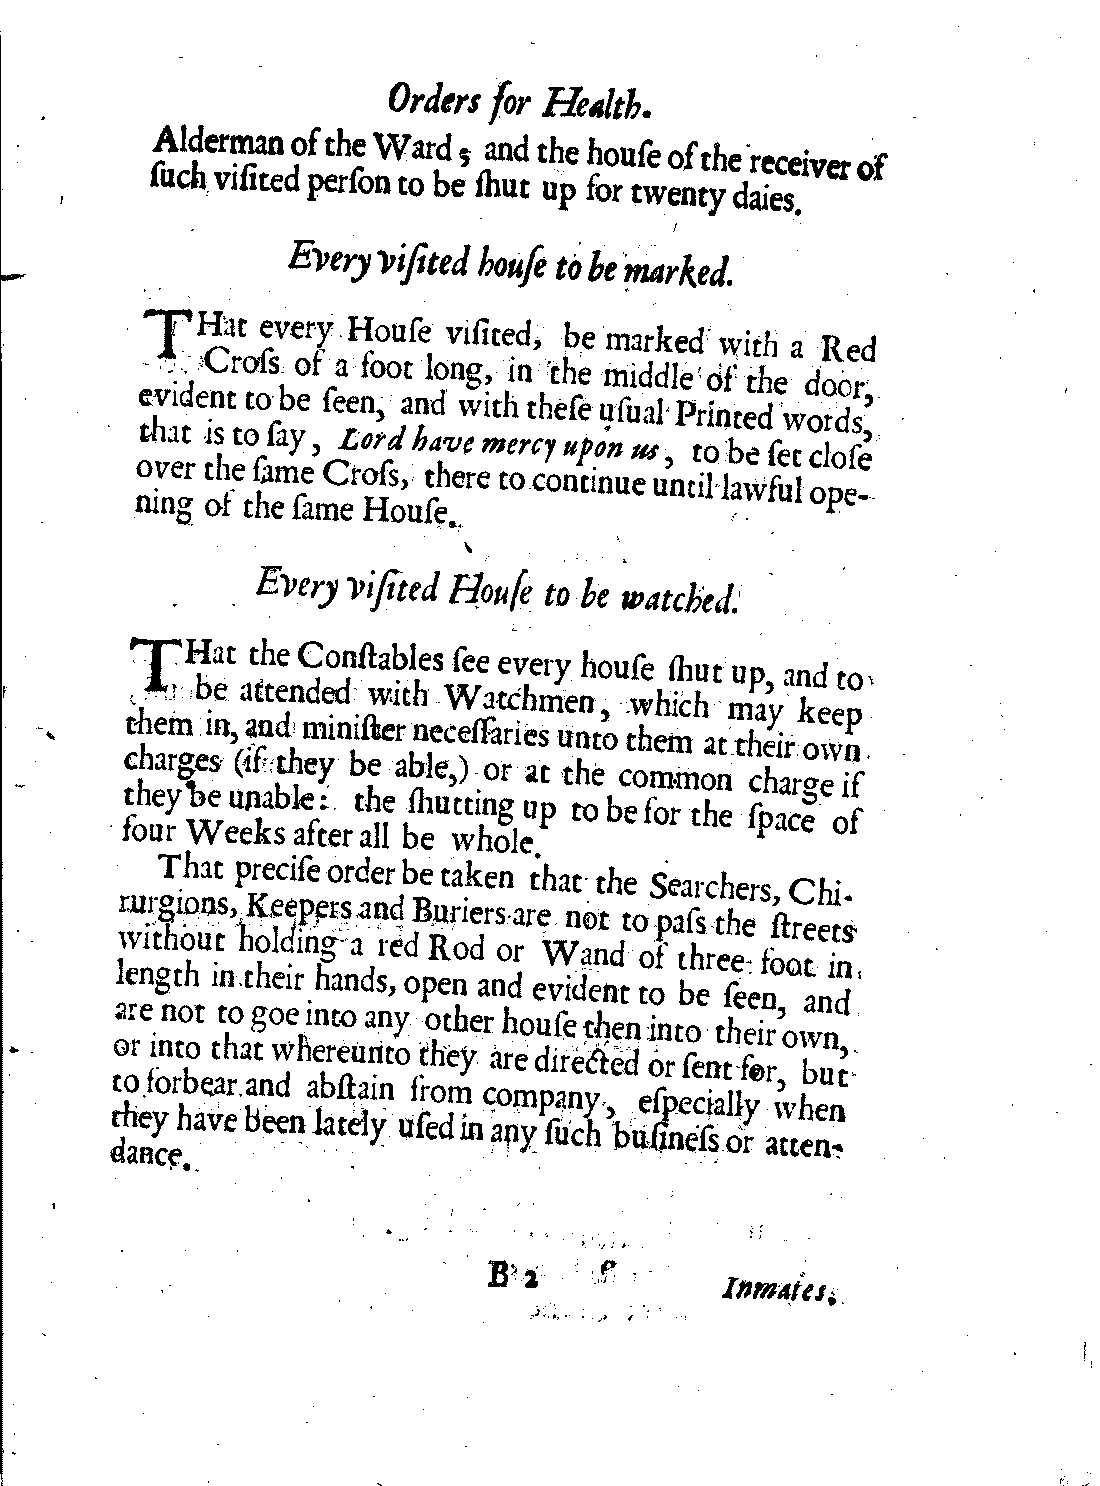 Orders for Health.
Alderman of the Ward; and the houſe of the receiver of
ſuch viſited perſon to be ſhut up for twenty daies.
Every viſited houſe to be marked.
THat every Houſe viſited, be marked with a Red
Croſs of a foot long, in the middle of the door,
evident to be ſeen, and with theſe uſual Printed words,
that is to ſay, Lord have mercy upon us, to be ſet cloſe
over the ſame Croſs, there to continue until lawful ope-
ning of the ſame Houſe.
Every viſited Houſe to be watched.
THat the Conſtables ſee every houſe ſhut up, and to
be attended with Watchmen, which may keep
them in, and miniſter neceſſaries unto them at their own
charges (if they be able,) or at the common charge if
they be unable: the ſhutting up to be for the ſpace of
four Weeks after all be whole.
That preciſe order be taken that the Searchers, Chi-
rurgions, Keepers and Buriers are not to paſs the ſtreets
without holding a red Rod or Wand of three foot in
length in their hands, open and evident to be ſeen, and
are not to goe into any other houſe then into their own,
or into that whereunto they are directed or ſent for, but
to forbear and abſtain from company, eſpecially when
they have been lately uſed in any ſuch buſineſs or atten-
dance.
B 2
Inmates.